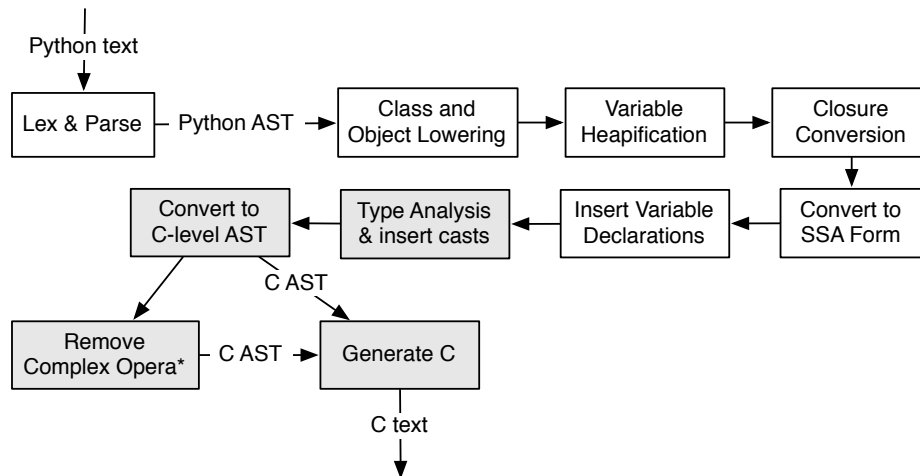 Python text
Lex & Parse
Python AST
Class and
Object Lowering
Variable
Heapification
Closure
Conversion
Convert to
C-level AST
Type Analysis
& insert casts
Insert Variable
Declarations
Convert to
SSA Form
C AST
Remove
Complex Opera*
C AST
Generate C
C text